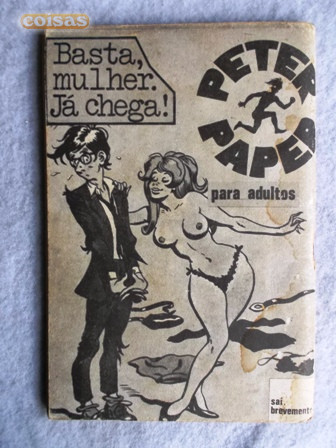 coisas
Basta,
mulher.
Já chega!
PETER
PAPER
para adultos
sai
brevemente